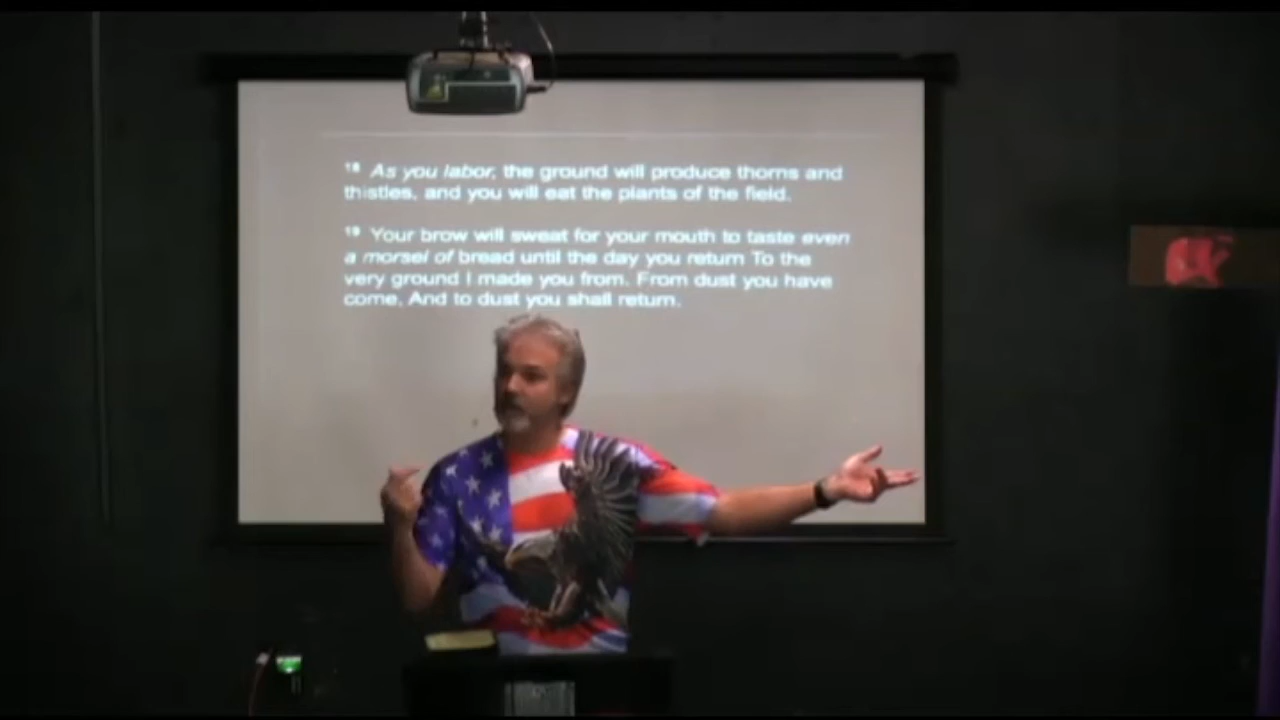 18 As you labor, the ground will produce thorns and
thistles, and you will eat the plants of the field.
19 Your brow will sweat for your mouth to taste even
a morsel of bread until the day you return To the
very ground I made you from. From dust you have
come, And to dust you shall return.